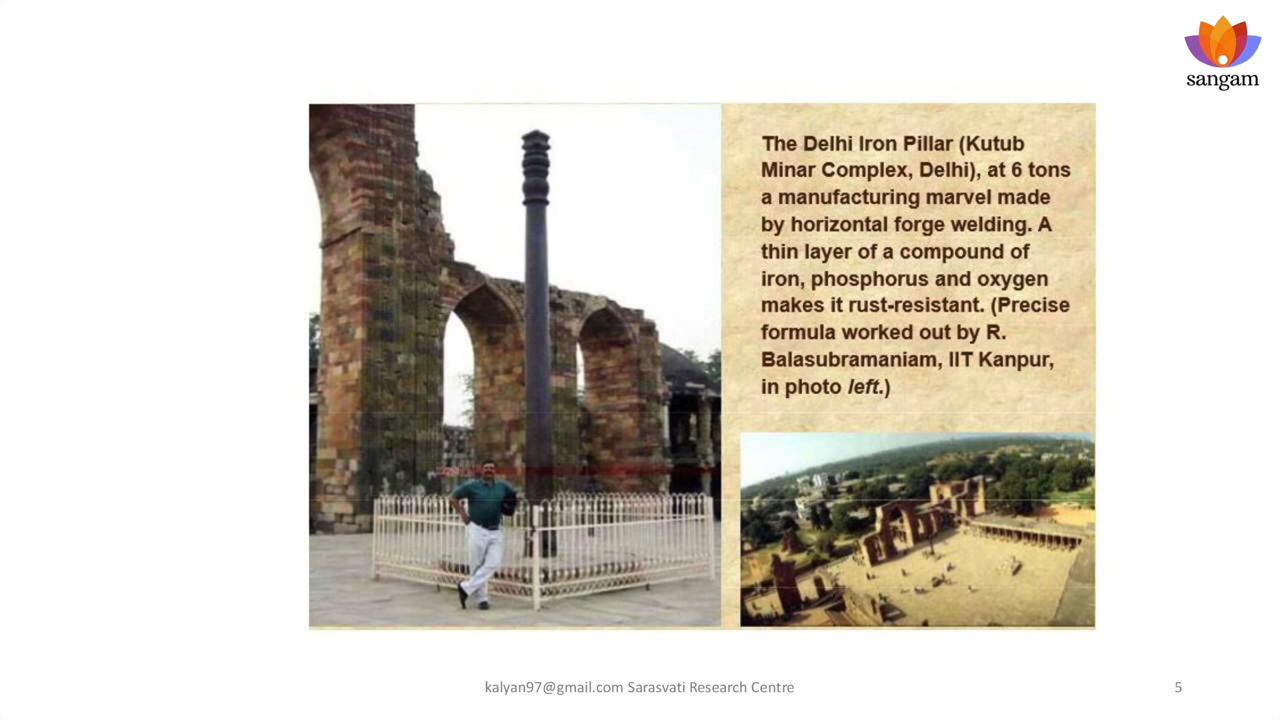 sangam
The Delhi Iron Pillar (Kutub
Minar Complex, Delhi), at 6 tons
a manufacturing marvel made
by horizontal forge welding. A
thin layer of a compound of
iron, phosphorus and oxygen
makes it rust-resistant. (Precise
formula worked out by R.
Balasubramaniam, IIT Kanpur,
in photo left.)
kalyan97@gmail.com Sarasvati Research Centre
5